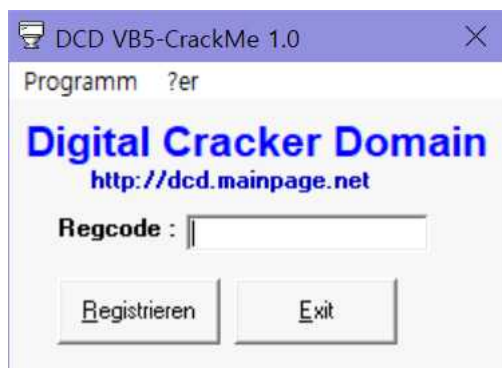 DCD VB5-CrackMe 1.0
Programm ?er
Digital Cracker Domain
http://dcd.mainpage.net
Regcode :
Registrieren Exit